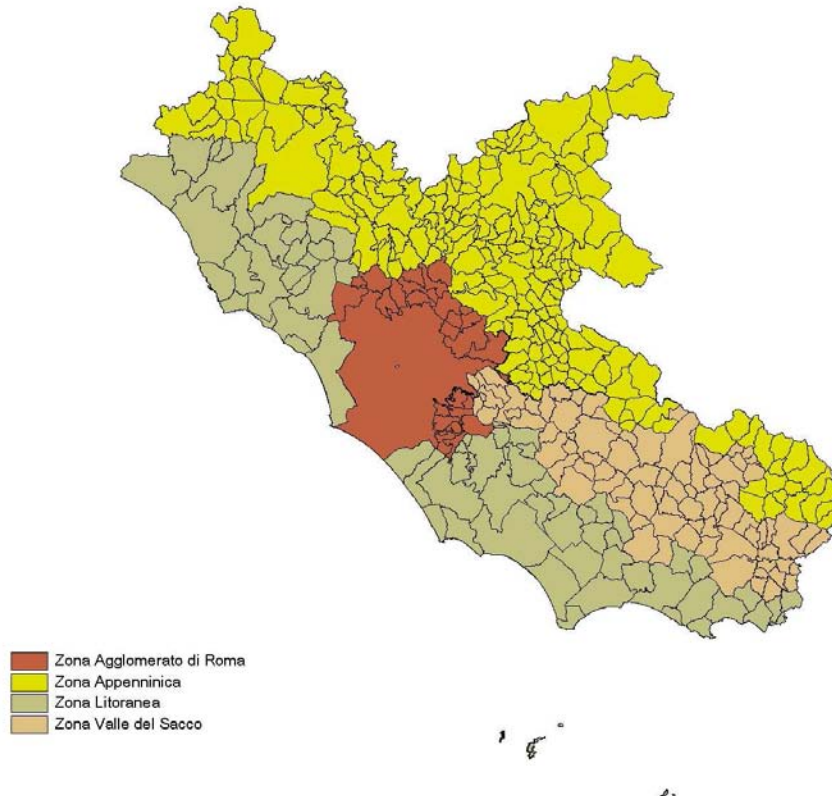 Zona Agglomerato di Roma
Zona Appenninica
Zona Litoranea
Zona Valle del Sacco